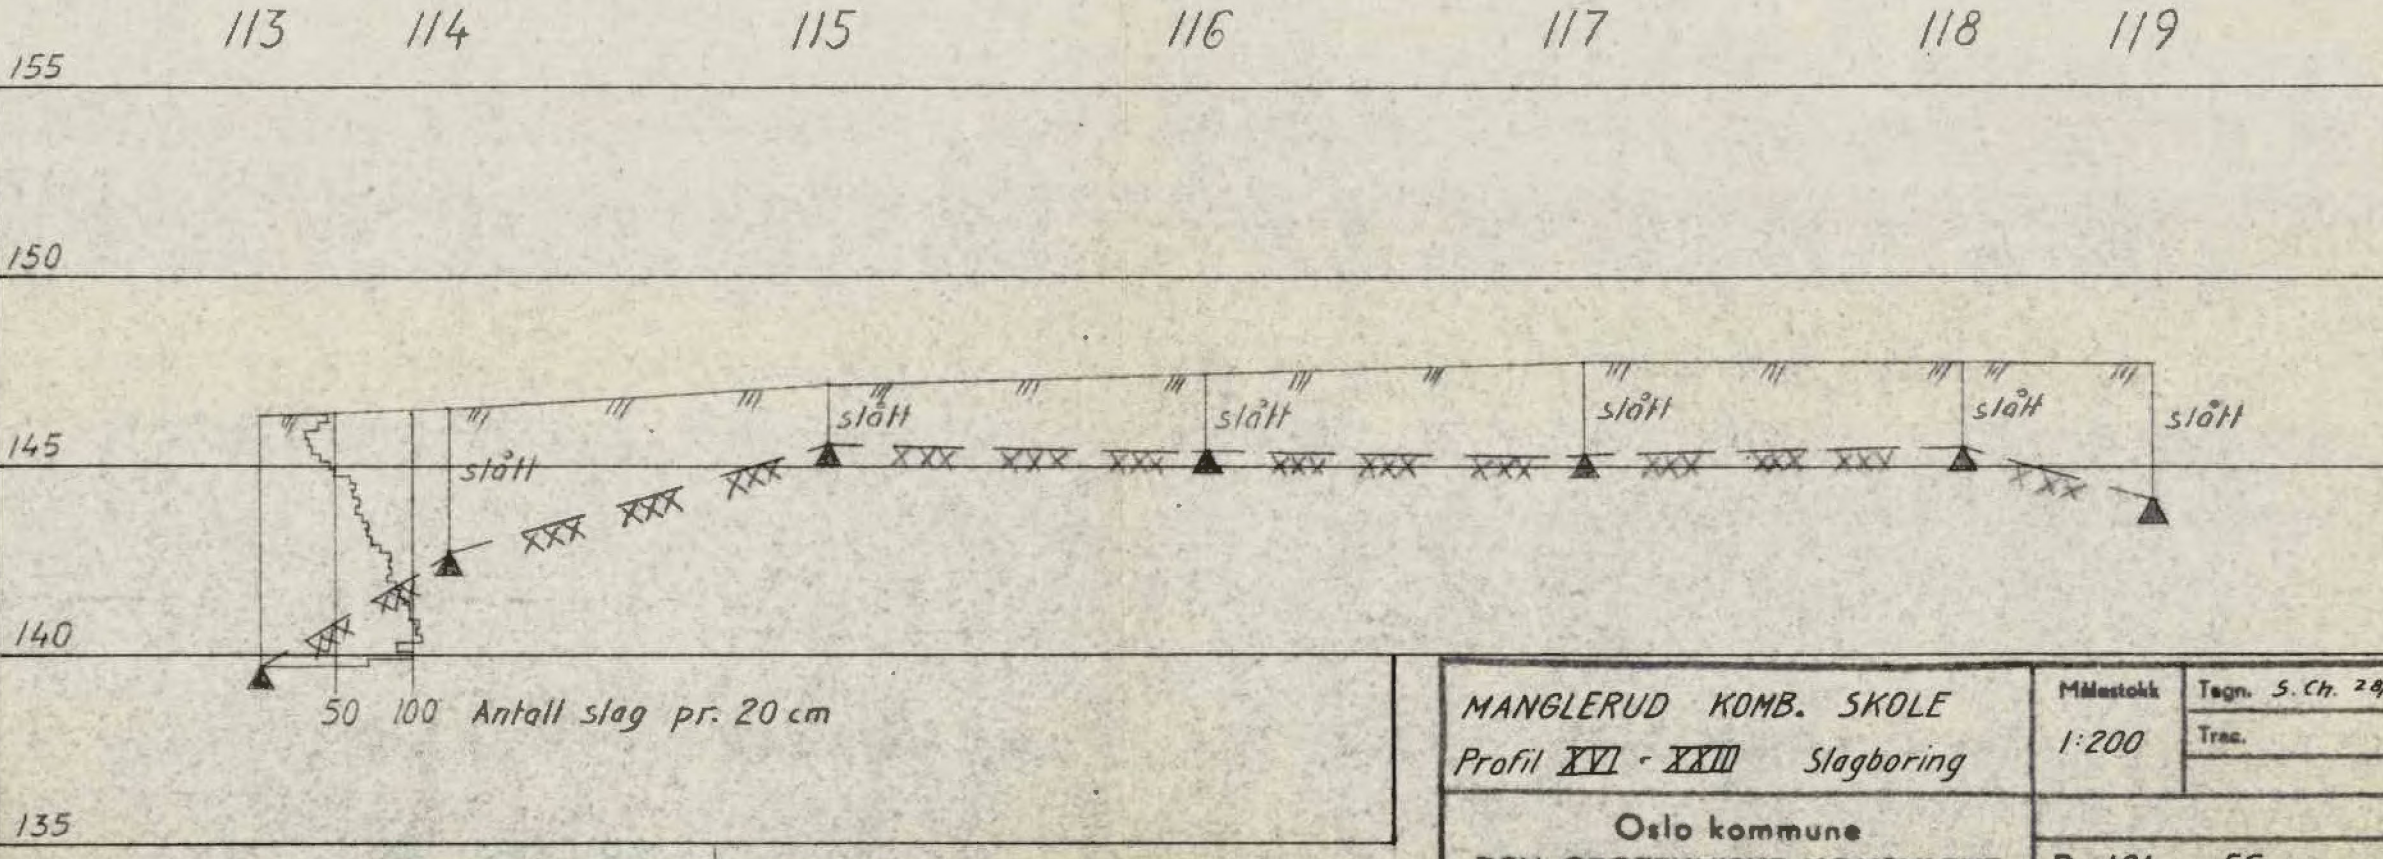 113 114 115 116 117 118 119
155
150
slått slått slått slått slått
145
slått
140
50 100 Antall slag pr. 20 cm
135
MANGLERUD KOMB. SKOLE
Profil XVI - XXIII Slagboring
Målestokk
1:200
Tegn. S. Ch. 28/
Trac.
Oslo kommune